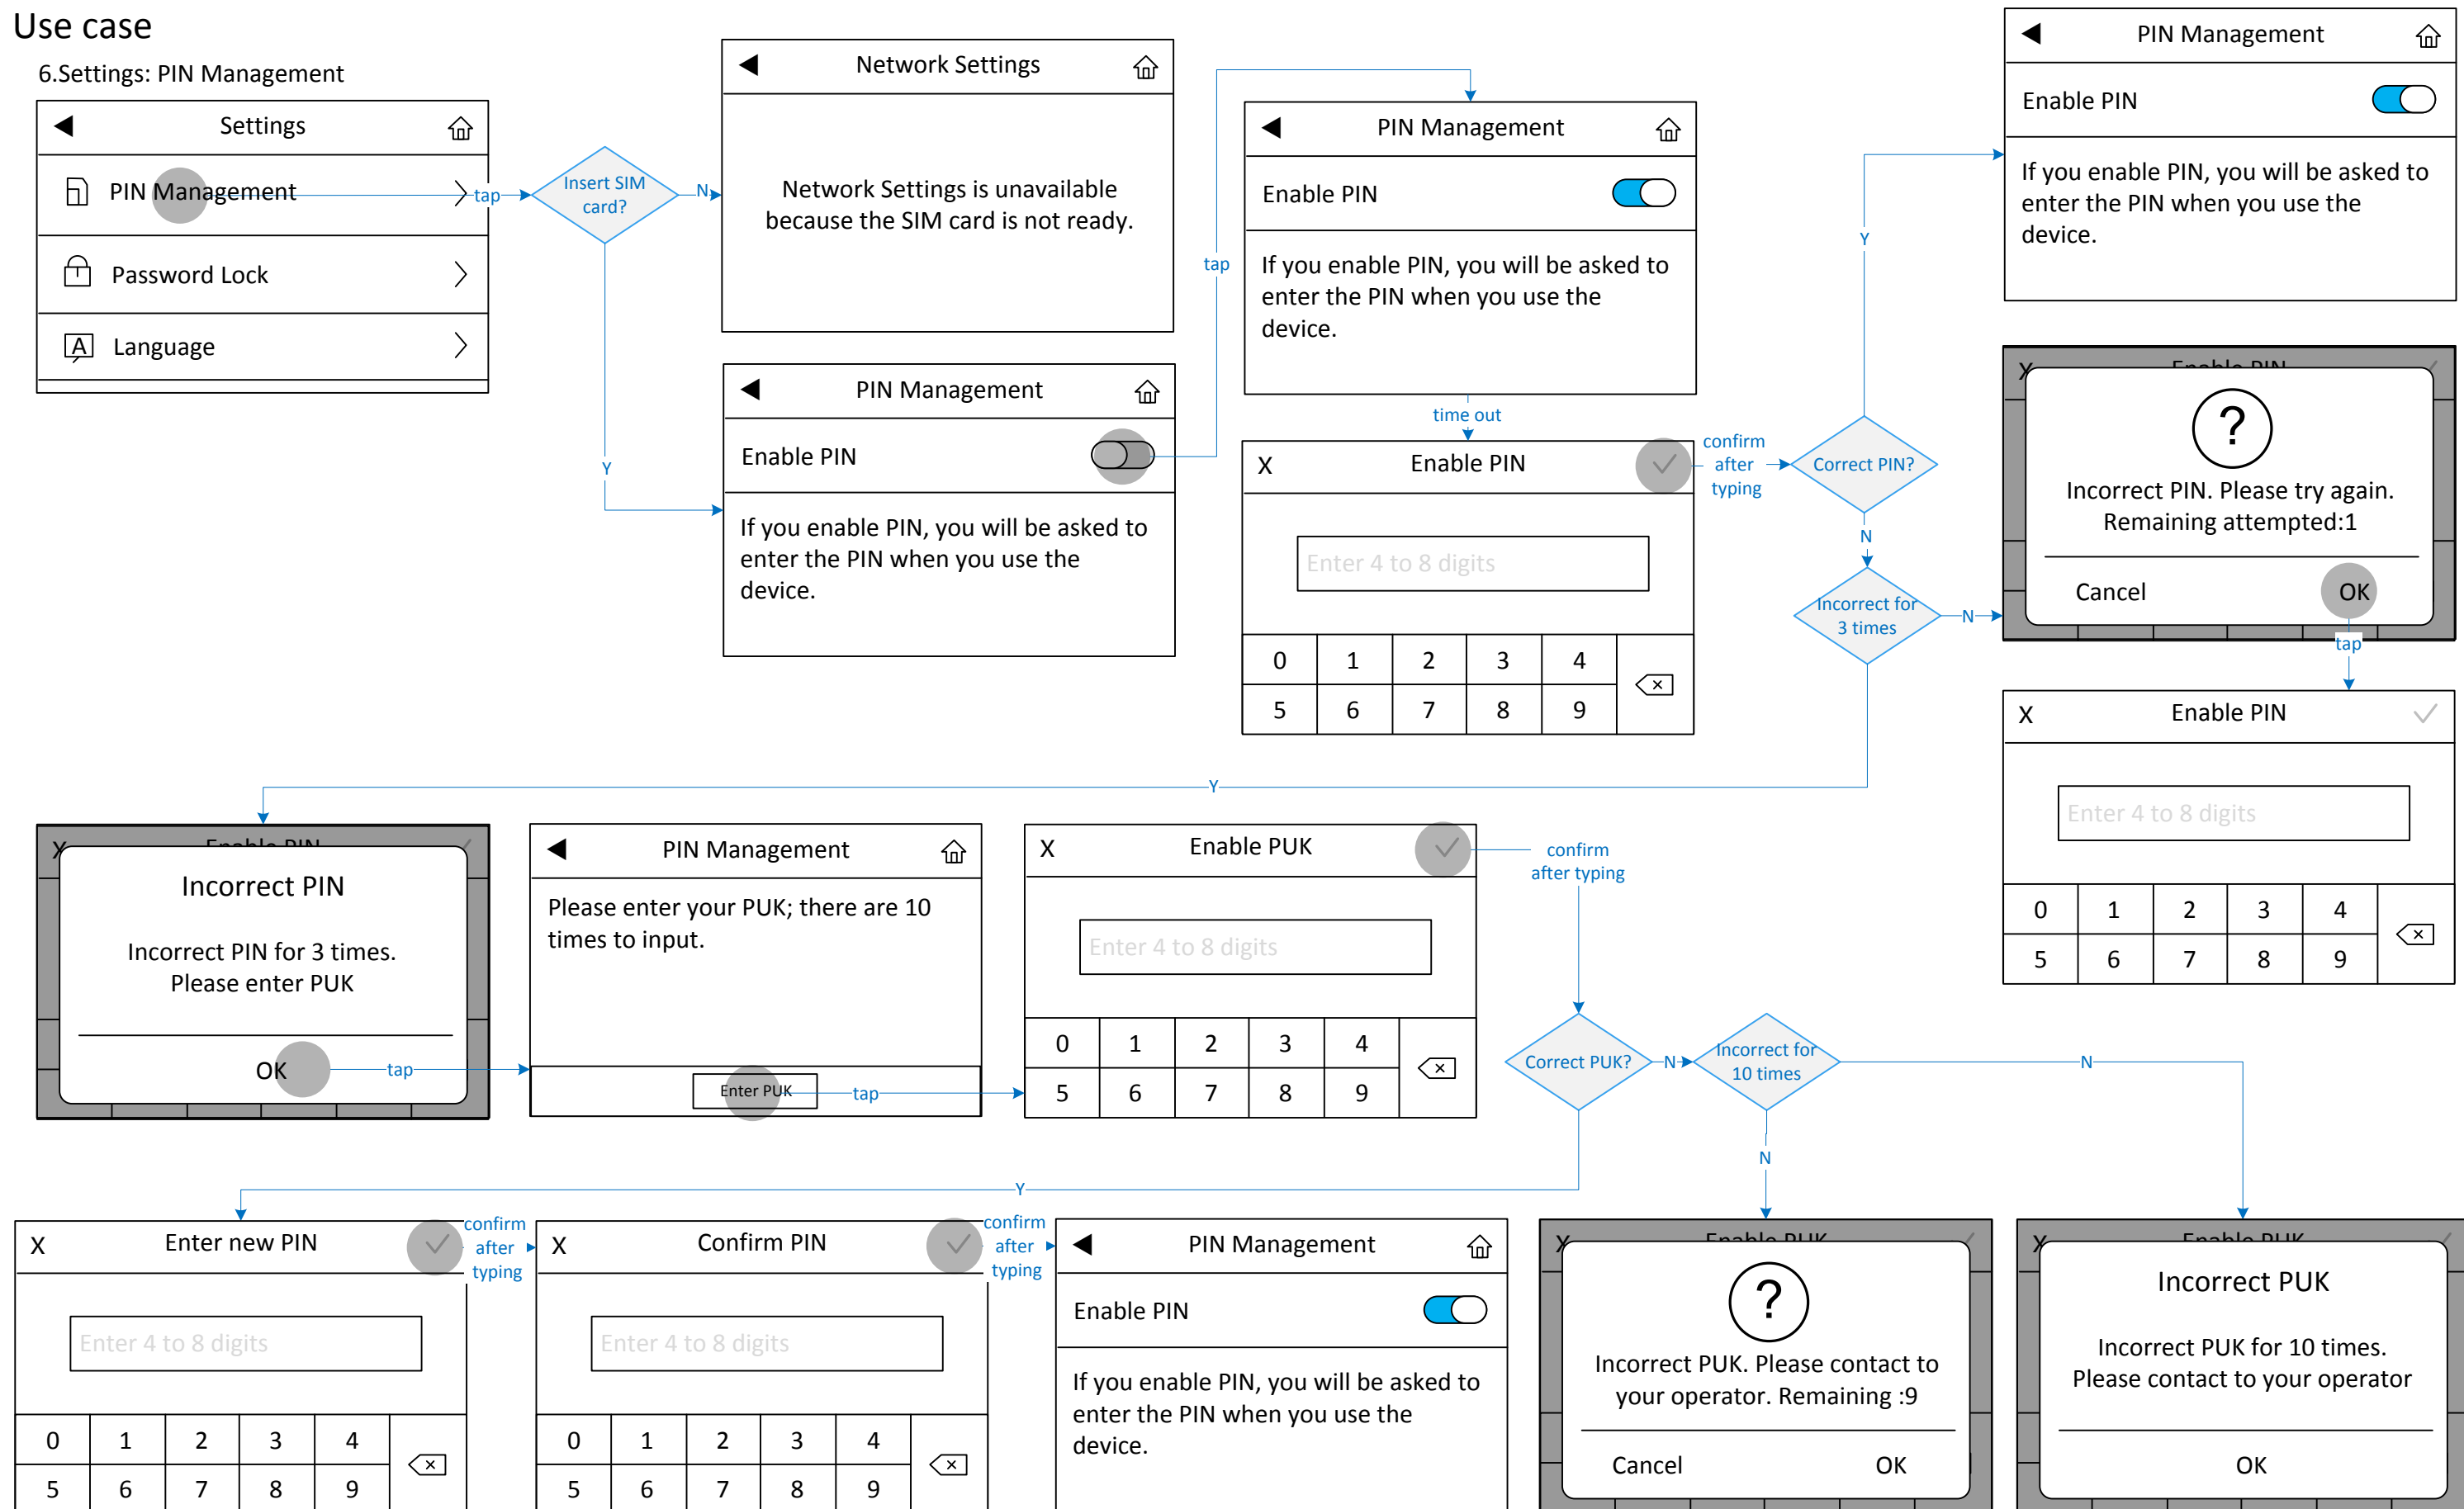 Use case
6.Settings: PIN Management
Settings
PIN Management
Password Lock
Language
tap
Insert SIM
card?
N
Y
Network Settings
Network Settings is unavailable
because the SIM card is not ready.
PIN Management
Enable PIN
If you enable PIN, you will be asked to
enter the PIN when you use the
device.
tap
PIN Management
Enable PIN
If you enable PIN, you will be asked to
enter the PIN when you use the
device.
time out
X
Enable PIN
Enter 4 to 8 digits
0 1 2 3 4
5 6 7 8 9
confirm
after
typing
Correct PIN?
Y
N
Incorrect for
3 times
N
PIN Management
Enable PIN
If you enable PIN, you will be asked to
enter the PIN when you use the
device.
X
Enable PIN
?
Incorrect PIN. Please try again.
Remaining attempted:1
Cancel
OK
tap
X
Enable PIN
Enter 4 to 8 digits
0 1 2 3 4
5 6 7 8 9
Y
X
Enable PIN
Incorrect PIN
Incorrect PIN for 3 times.
Please enter PUK
OK
tap
PIN Management
Please enter your PUK; there are 10
times to input.
Enter PUK
tap
X
Enable PUK
Enter 4 to 8 digits
0 1 2 3 4
5 6 7 8 9
confirm
after typing
Correct PUK?
N
Incorrect for
10 times
N
N
Y
X
Enter new PIN
Enter 4 to 8 digits
0 1 2 3 4
5 6 7 8 9
confirm
after
typing
X
Confirm PIN
Enter 4 to 8 digits
0 1 2 3 4
5 6 7 8 9
confirm
after
typing
PIN Management
Enable PIN
If you enable PIN, you will be asked to
enter the PIN when you use the
device.
X
Enable PUK
?
Incorrect PUK. Please contact to
your operator. Remaining :9
Cancel
OK
X
Enable PUK
Incorrect PUK
Incorrect PUK for 10 times.
Please contact to your operator
OK